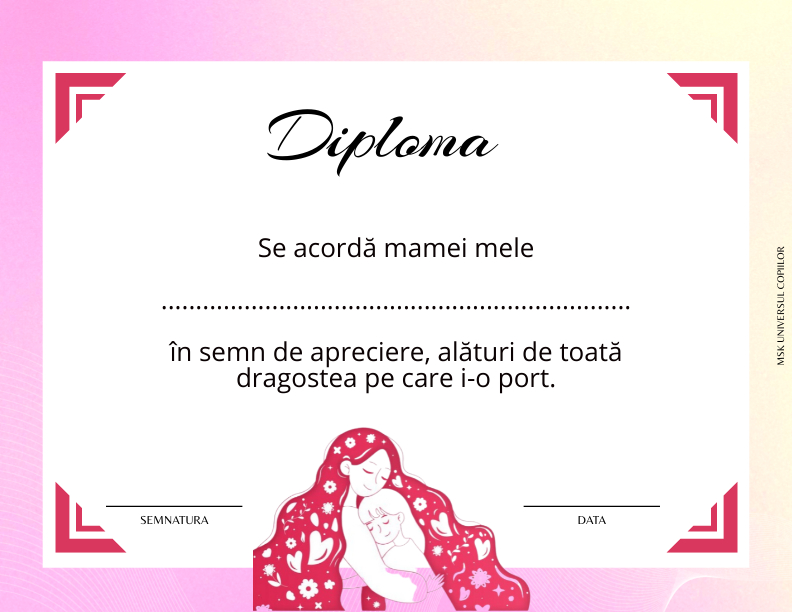 Diploma
Se acordă mamei mele
....................................................................
în semn de apreciere, alături de toată
dragostea pe care i-o port.
SEMNATURA
DATA
MSK UNIVERSUL COPIILOR